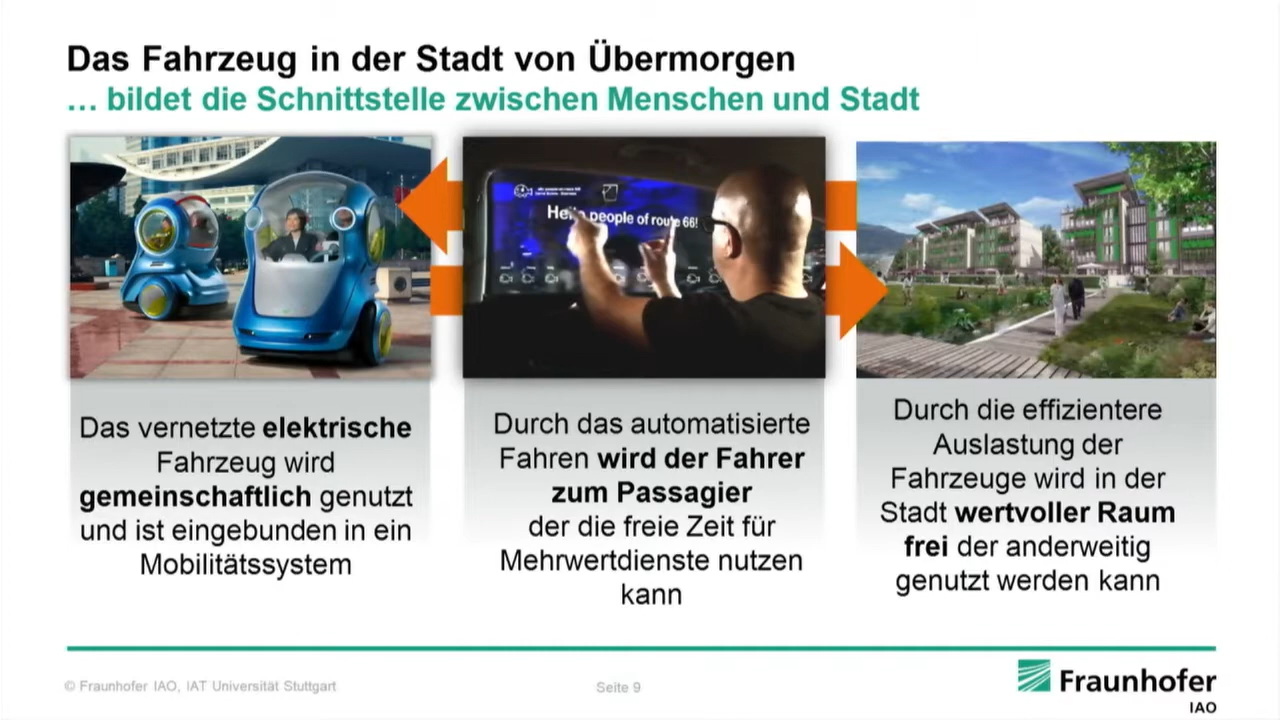 Das Fahrzeug in der Stadt von Übermorgen
… bildet die Schnittstelle zwischen Menschen und Stadt
Hello people of route 66!
Das vernetzte elektrische
Fahrzeug wird
gemeinschaftlich genutzt
und ist eingebunden in ein
Mobilitätssystem
Durch das automatisierte
Fahren wird der Fahrer
zum Passagier
der die freie Zeit für
Mehrwertdienste nutzen
kann
Durch die effizientere
Auslastung der
Fahrzeuge wird in der
Stadt wertvoller Raum
frei der anderweitig
genutzt werden kann
© Fraunhofer IAO, IAT Universität Stuttgart
Seite 9
Fraunhofer
IAO